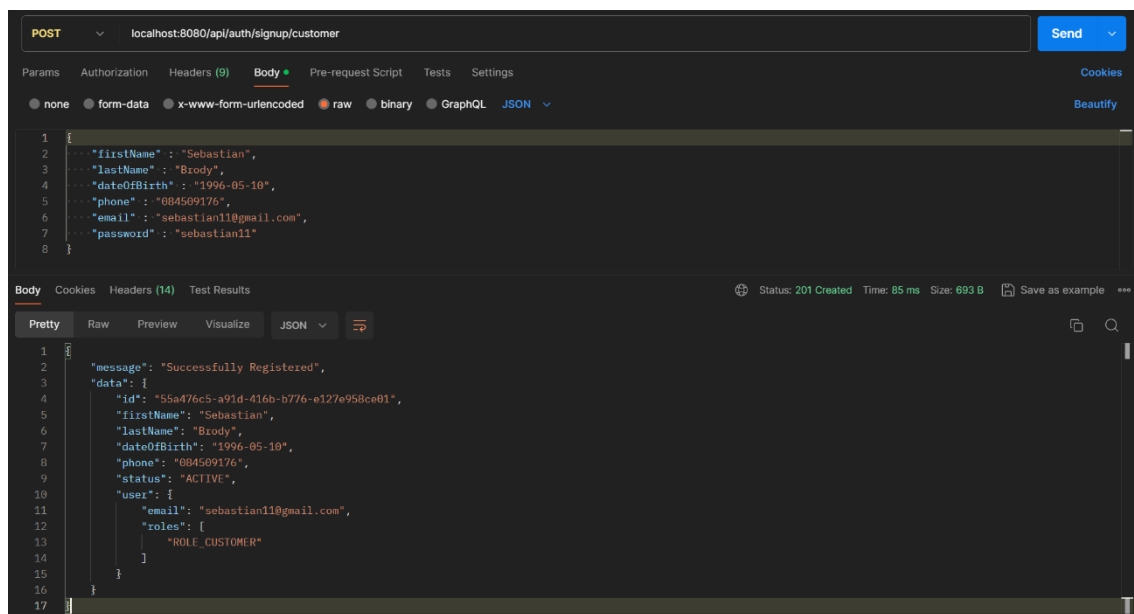 POST localhost:8080/api/auth/signup/customer Send
Params Authorization Headers (9) Body Pre-request Script Tests Settings Cookies
none form-data x-www-form-urlencoded raw binary GraphQL JSON Beautify
1 {
2 "firstName" : "Sebastian",
3 "lastName" : "Brody",
4 "dateOfBirth" : "1996-05-10",
5 "phone" : "084509176",
6 "email" : "sebastian11@gmail.com",
7 "password" : "sebastian11"
8 }
Body Cookies Headers (14) Test Results Status: 201 Created Time: 85 ms Size: 693 B Save as example
Pretty Raw Preview Visualize JSON
1 {
2 "message": "Successfully Registered",
3 "data": {
4 "id": "55a476c5-a91d-416b-b776-e127e958ce01",
5 "firstName": "Sebastian",
6 "lastName": "Brody",
7 "dateOfBirth": "1996-05-10",
8 "phone": "084509176",
9 "status": "ACTIVE",
10 "user": {
11 "email": "sebastian11@gmail.com",
12 "roles": [
13 "ROLE_CUSTOMER"
14 ]
15 }
16 }
17 }